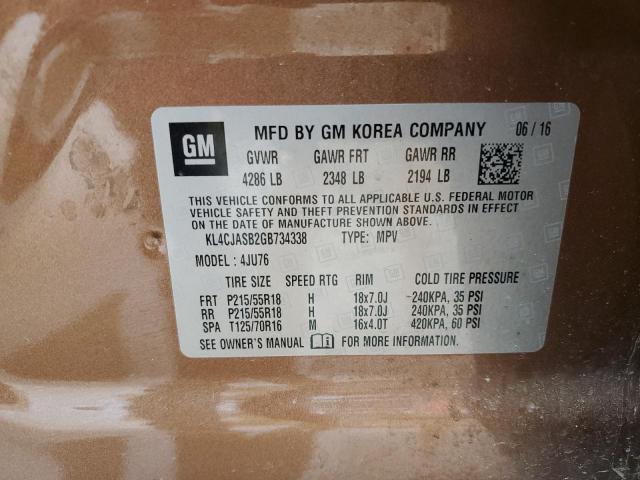 GM MFD BY GM KOREA COMPANY 06 / 16
GVWR GAWR FRT GAWR RR
4286 LB 2348 LB 2194 LB
THIS VEHICLE CONFORMS TO ALL APPLICABLE U.S. FEDERAL MOTOR
VEHICLE SAFETY AND THEFT PREVENTION STANDARDS IN EFFECT
ON THE DATE OF MANUFACTURE SHOWN ABOVE.
KL4CJASB2GB734338 TYPE: MPV
MODEL : 4JU76
TIRE SIZE SPEED RTG RIM COLD TIRE PRESSURE
FRT P215/55R18 H 18x7.0J 240KPA, 35 PSI
RR P215/55R18 H 18x7.0J 240KPA, 35 PSI
SPA T125/70R16 M 16x4.0T 420KPA, 60 PSI
SEE OWNER'S MANUAL FOR MORE INFORMATION.